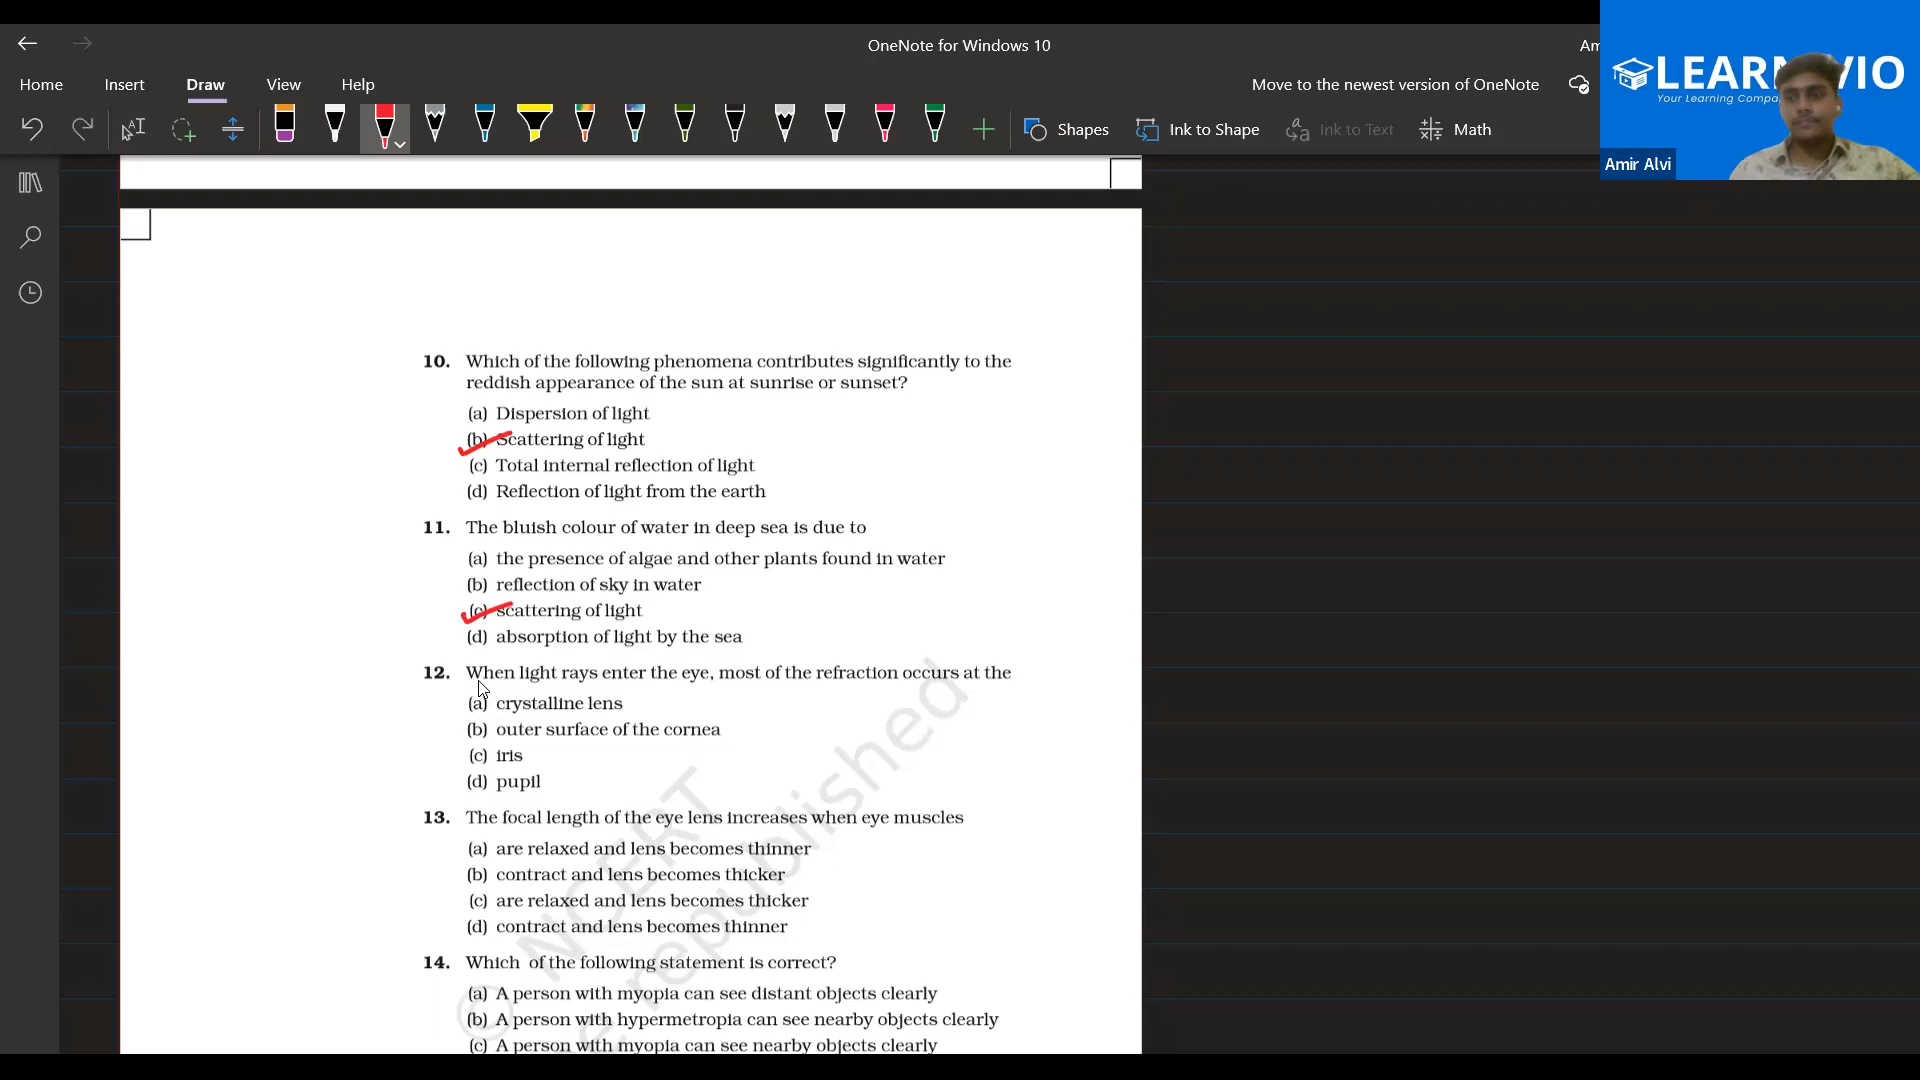 OneNote for Windows 10
Am
Home Insert Draw View Help
Move to the newest version of OneNote
Shapes Ink to Shape Ink to Text Math
Your Learning Compa
Amir Alvi
10. Which of the following phenomena contributes significantly to the
reddish appearance of the sun at sunrise or sunset?
(a) Dispersion of light
(b) Scattering of light
(c) Total internal reflection of light
(d) Reflection of light from the earth
11. The bluish colour of water in deep sea is due to
(a) the presence of algae and other plants found in water
(b) reflection of sky in water
(c) scattering of light
(d) absorption of light by the sea
12. When light rays enter the eye, most of the refraction occurs at the
(a) crystalline lens
(b) outer surface of the cornea
(c) iris
(d) pupil
13. The focal length of the eye lens increases when eye muscles
(a) are relaxed and lens becomes thinner
(b) contract and lens becomes thicker
(c) are relaxed and lens becomes thicker
(d) contract and lens becomes thinner
14. Which of the following statement is correct?
(a) A person with myopia can see distant objects clearly
(b) A person with hypermetropia can see nearby objects clearly
(c) A person with myopia can see nearby objects clearly
© NCERT
republished